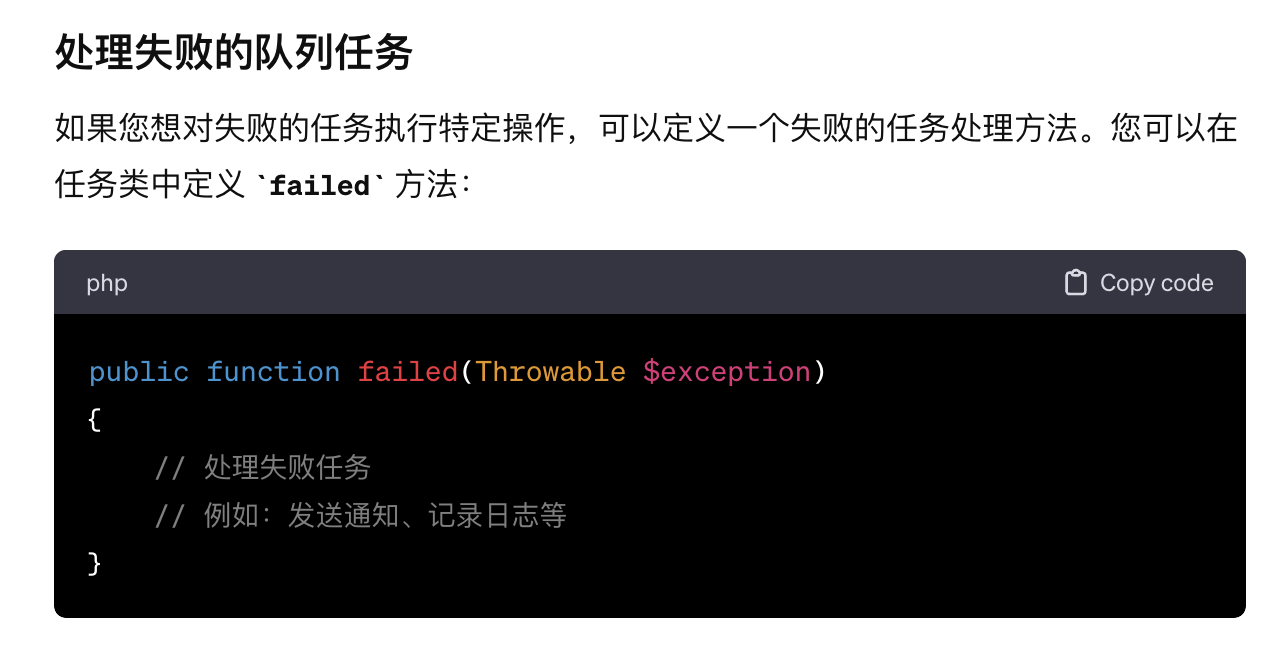 处理失败的队列任务
如果您想对失败的任务执行特定操作，可以定义一个失败的任务处理方法。您可以在
任务类中定义 `failed` 方法：
php
Copy code
public function failed(Throwable $exception)
{
    // 处理失败任务
    // 例如：发送通知、记录日志等
}